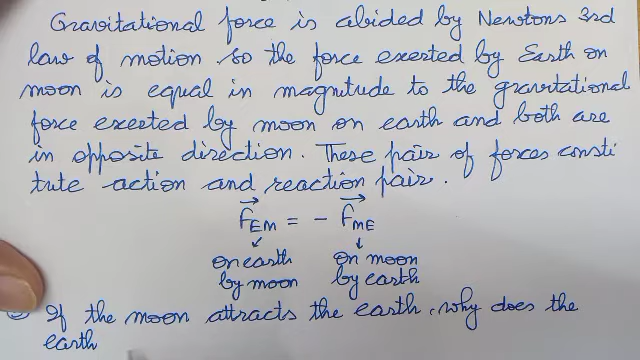 Gravitational force is abided by Newtons 3rd
law of motion so the force exerted by Earth on
moon is equal in magnitude to the gravitational
force exerted by moon on earth and both are
in opposite direction. These pair of forces consti
tute action and reaction pair.
F⃗EM = - F⃗ME
on earth on moon
by moon by earth
If the moon attracts the earth, why does the
earth